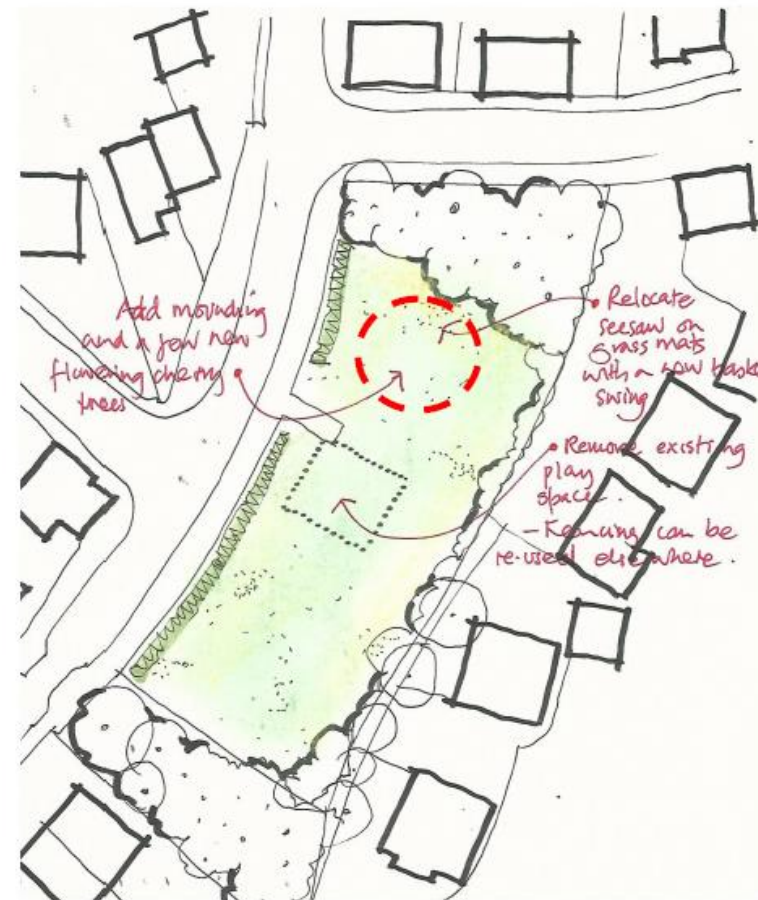 Add mounding
and a few new
flowering cherry
trees
Relocate
seesaw on
grass mats
with a new basket
swing
Remove existing
play
space.
- Fencing can be
re-used elsewhere.